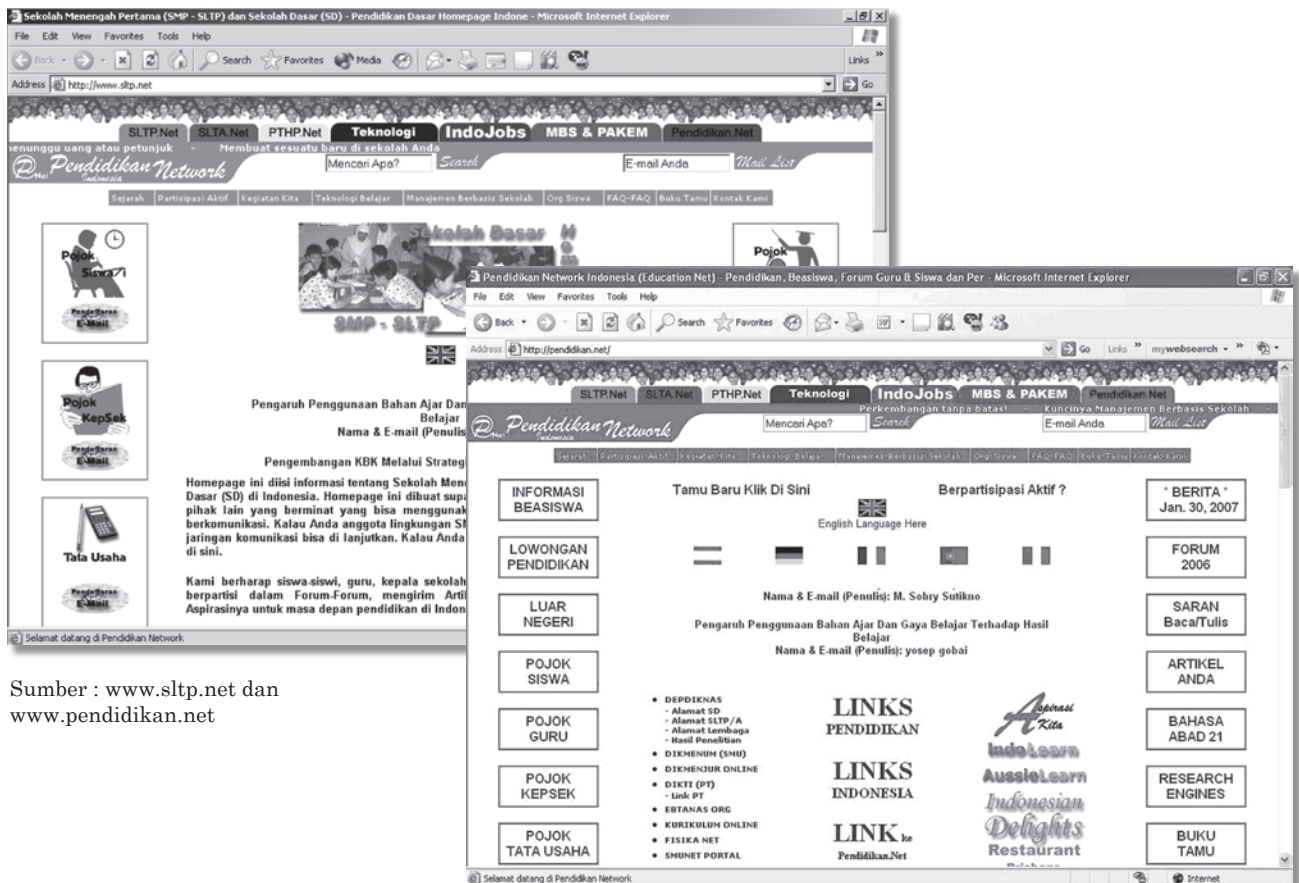 Sekolah Menengah Pertama (SMP - SLTP) dan Sekolah Dasar (SD) - Pendidikan Dasar Homepage Indone - Microsoft Internet Explorer
File Edit View Favorites Tools Help
Back Search Favorites Media
Links
Address http://www.sltp.net
Go
SLTP.Net SLTA.Net PTHP.Net Teknologi IndoJobs MBS & PAKEM Pendidikan.Net
enunggu uang atau petunjuk - Membuat sesuatu baru di sekolah Anda
Pendidikan Network
Indonesia
Mencari Apa? Search E-mail Anda Mail List
Sejarah Partisipasi Aktif Kegiatan Kita Teknologi Belajar Manajemen Berbasis Sekolah Org Siswa FAQ-FAQ Buku Tamu Kontak Kami
Pojok
Siswa/i
Pendaftaran
E-Mail
Sekolah Dasar
SMP - SLTP
Pojok
Pojok
KepSek
Pendaftaran
E-Mail
Tata Usaha
Pendaftaran
E-Mail
Pengaruh Penggunaan Bahan Ajar Dan
Belajar
Nama & E-mail (Penulis
Pengembangan KBK Melalui Strateg
Homepage ini diisi informasi tentang Sekolah Men
Dasar (SD) di Indonesia. Homepage ini dibuat supa
pihak lain yang berminat yang bisa menggunak
berkomunikasi. Kalau Anda anggota lingkungan S
jaringan komunikasi bisa di lanjutkan. Kalau Anda
di sini.
Kami berharap siswa-siswi, guru, kepala sekolah
berpartisi dalam Forum-Forum, mengirim Arti
Aspirasinya untuk masa depan pendidikan di Indon
Selamat datang di Pendidikan Network
Pendidikan Network Indonesia (Education Net) - Pendidikan, Beasiswa, Forum Guru & Siswa dan Per - Microsoft Internet Explorer
File Edit View Favorites Tools Help
Back Search Favorites
Address http://pendidikan.net/
Go Links mywebsearch
SLTP.Net SLTA.Net PTHP.Net Teknologi IndoJobs MBS & PAKEM Pendidikan.Net
Perkembangan tanpa batas! - Kuncinya Manajemen Berbasis Sekolah -
Pendidikan Network
Indonesia
Mencari Apa? Search E-mail Anda Mail List
Sejarah Partisipasi Aktif Kegiatan Kita Teknologi Belajar Manajemen Berbasis Sekolah Org Siswa FAQ-FAQ Buku Tamu Kontak Kami
INFORMASI
BEASISWA
LOWONGAN
PENDIDIKAN
LUAR
NEGERI
POJOK
SISWA
POJOK
GURU
POJOK
KEPSEK
POJOK
TATA USAHA
Tamu Baru Klik Di Sini
Berpartisipasi Aktif ?
English Language Here
Nama & E-mail (Penulis): M. Sobry Sutikno
Pengaruh Penggunaan Bahan Ajar Dan Gaya Belajar Terhadap Hasil
Belajar
Nama & E-mail (Penulis): yosep gobai
• DEPDIKNAS
- Alamat SD
- Alamat SLTP/A
- Alamat Lembaga
- Hasil Penelitian
• DIKMENUM (SMU)
• DIKMENJUR ONLINE
• DIKTI (PT)
- Link PT
• EBTANAS ORG
• KURIKULUM ONLINE
• FISIKA NET
• SMUNET PORTAL
LINKS
PENDIDIKAN
LINKS
INDONESIA
LINK ke
Pendidikan.Net
Aspirasi
Kita
IndoLearn
AussieLearn
Indonesian
Delights
Restaurant
Brisbane
* BERITA *
Jan. 30, 2007
FORUM
2006
SARAN
Baca/Tulis
ARTIKEL
ANDA
BAHASA
ABAD 21
RESEARCH
ENGINES
BUKU
TAMU
Selamat datang di Pendidikan Network
Internet
Sumber : www.sltp.net dan
www.pendidikan.net